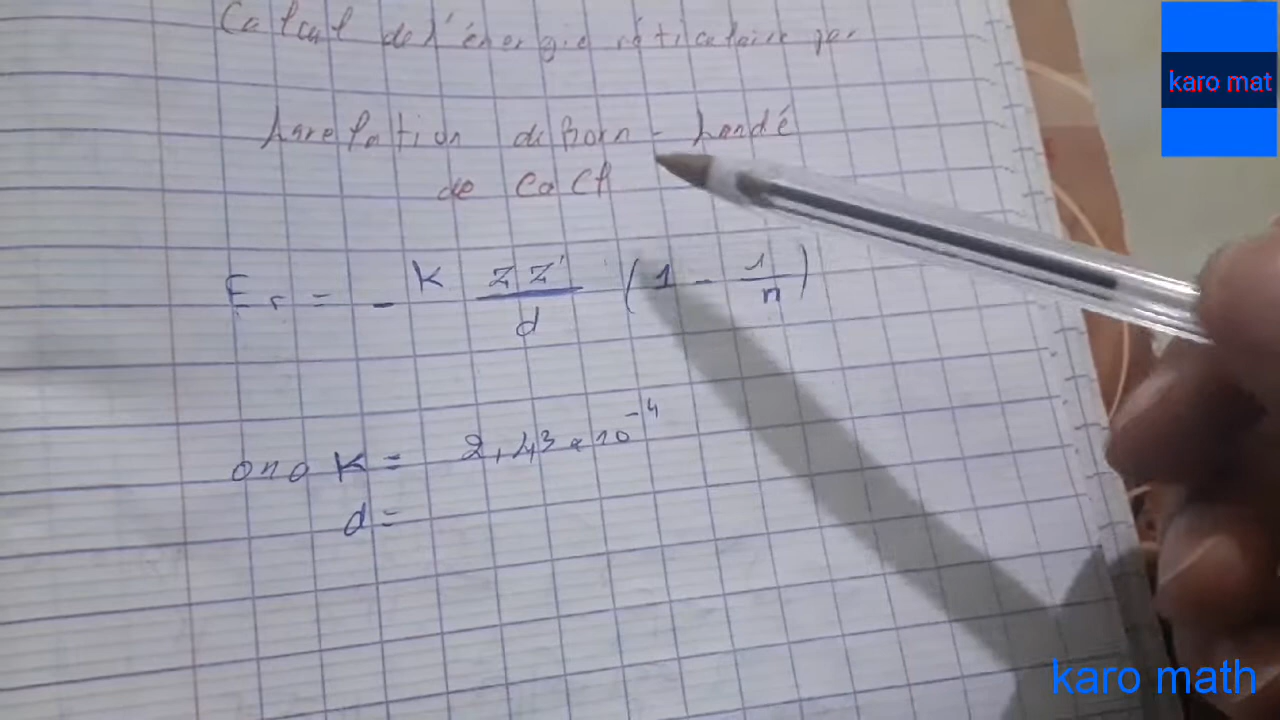 Calcul de l'énergie réticulaire par
karo mat
la relation de Born - Landé
de CaCl
Er = - K ZZ' / d (1 - 1/n)
on a K = 2,43 x 10^-4
d =
karo math